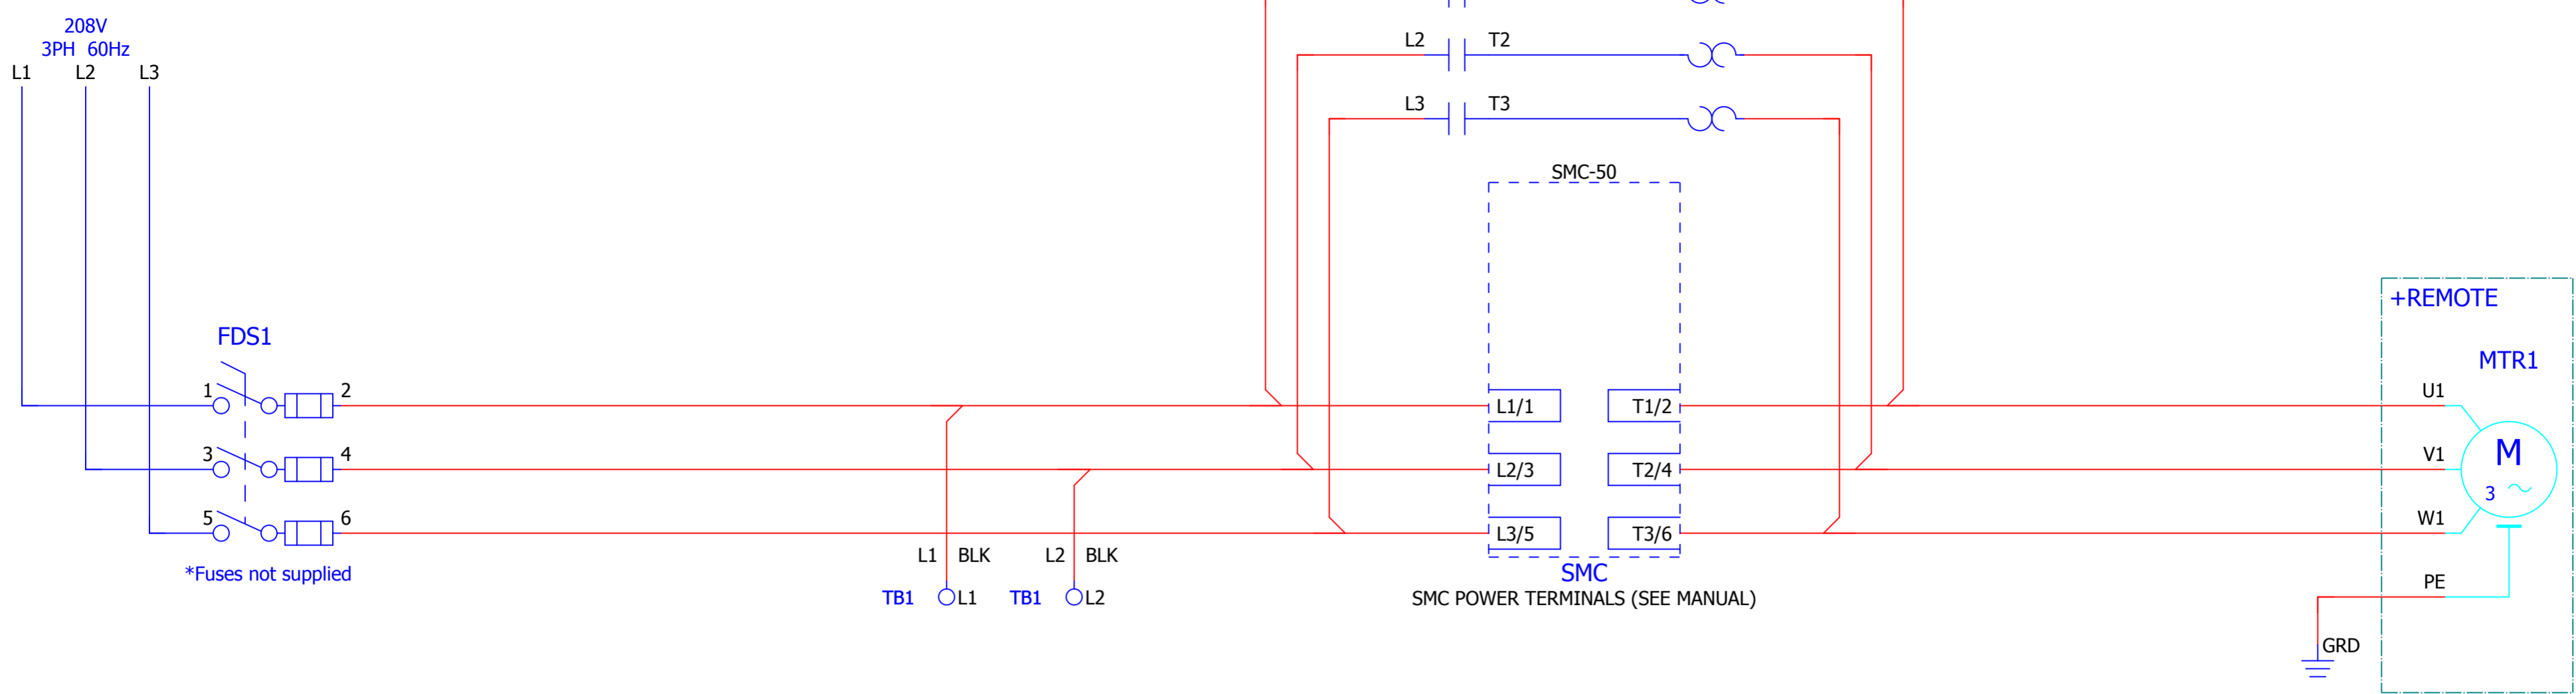 208V
3PH 60Hz
L1 L2 L3
L2 T2
L3 T3
SMC-50
+REMOTE
MTR1
FDS1
1 2
L1/1 T1/2
U1
3 4
L2/3 T2/4
V1
M
3 ~
5 6
L3/5 T3/6
W1
*Fuses not supplied
L1 BLK
L2 BLK
TB1 L1
TB1 L2
SMC
SMC POWER TERMINALS (SEE MANUAL)
PE
GRD